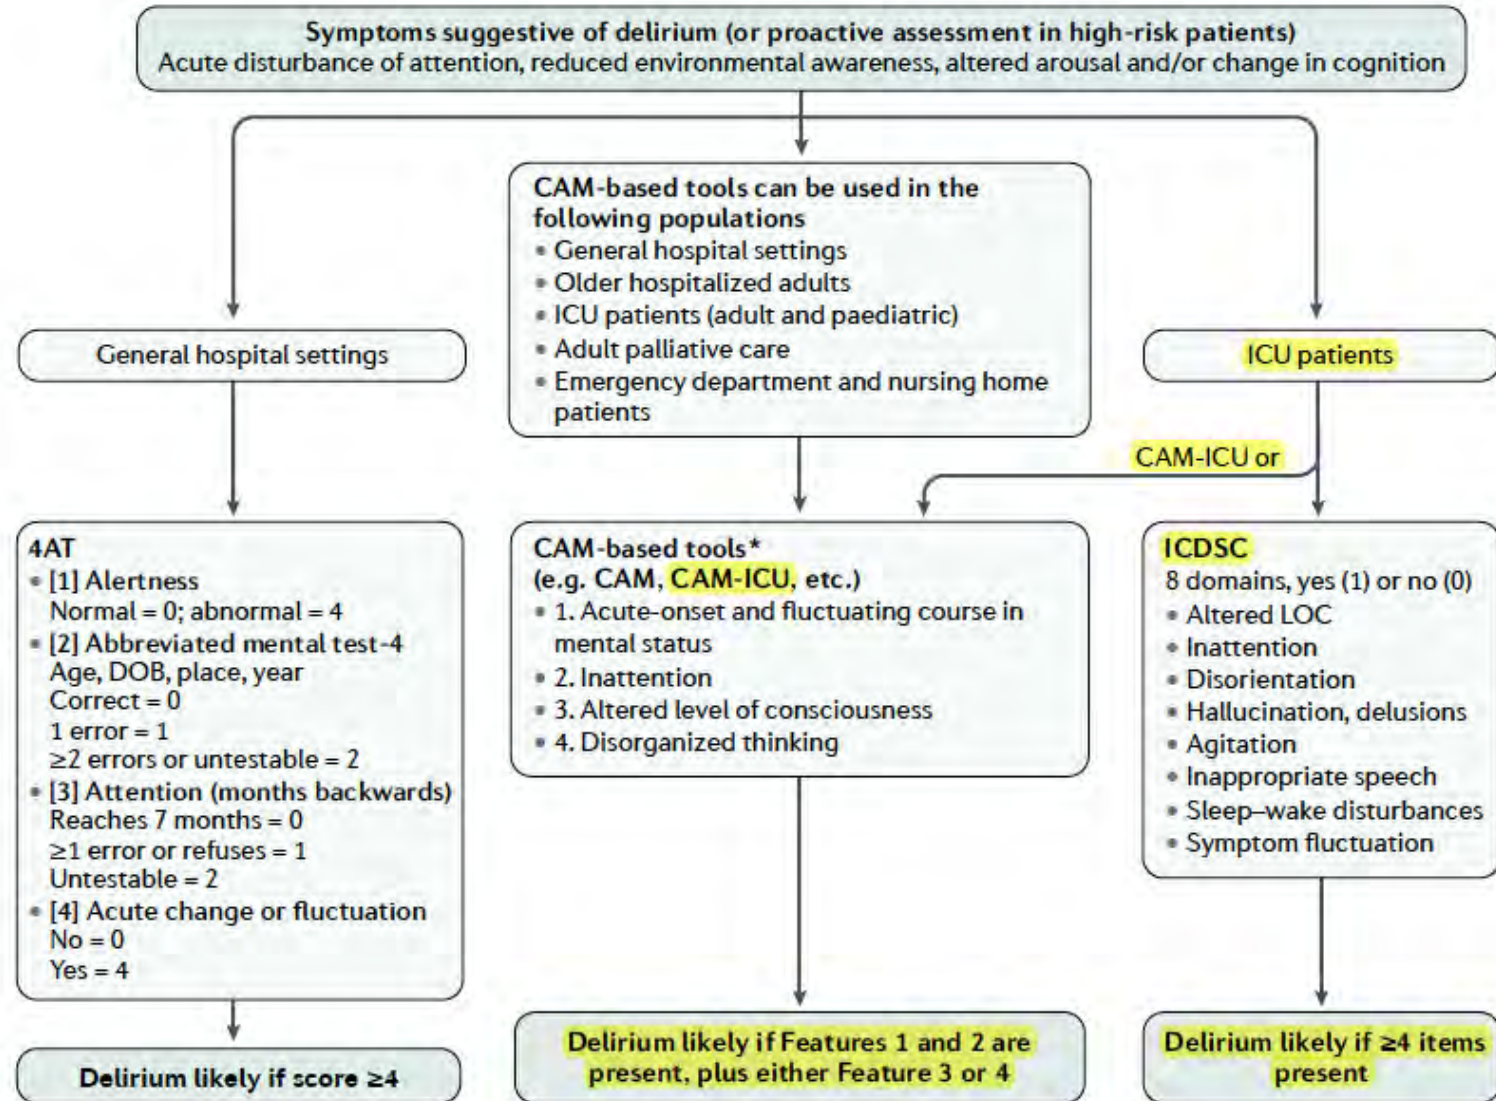 Symptoms suggestive of delirium (or proactive assessment in high-risk patients)
Acute disturbance of attention, reduced environmental awareness, altered arousal and/or change in cognition
CAM-based tools can be used in the
following populations
• General hospital settings
• Older hospitalized adults
• ICU patients (adult and paediatric)
• Adult palliative care
• Emergency department and nursing home
patients
General hospital settings
ICU patients
CAM-ICU or
4AT
• [1] Alertness
Normal = 0; abnormal = 4
• [2] Abbreviated mental test-4
Age, DOB, place, year
Correct = 0
1 error = 1
≥2 errors or untestable = 2
• [3] Attention (months backwards)
Reaches 7 months = 0
≥1 error or refuses = 1
Untestable = 2
• [4] Acute change or fluctuation
No = 0
Yes = 4
CAM-based tools*
(e.g. CAM, CAM-ICU, etc.)
• 1. Acute-onset and fluctuating course in
mental status
• 2. Inattention
• 3. Altered level of consciousness
• 4. Disorganized thinking
ICDSC
8 domains, yes (1) or no (0)
• Altered LOC
• Inattention
• Disorientation
• Hallucination, delusions
• Agitation
• Inappropriate speech
• Sleep–wake disturbances
• Symptom fluctuation
Delirium likely if score ≥4
Delirium likely if Features 1 and 2 are
present, plus either Feature 3 or 4
Delirium likely if ≥4 items
present